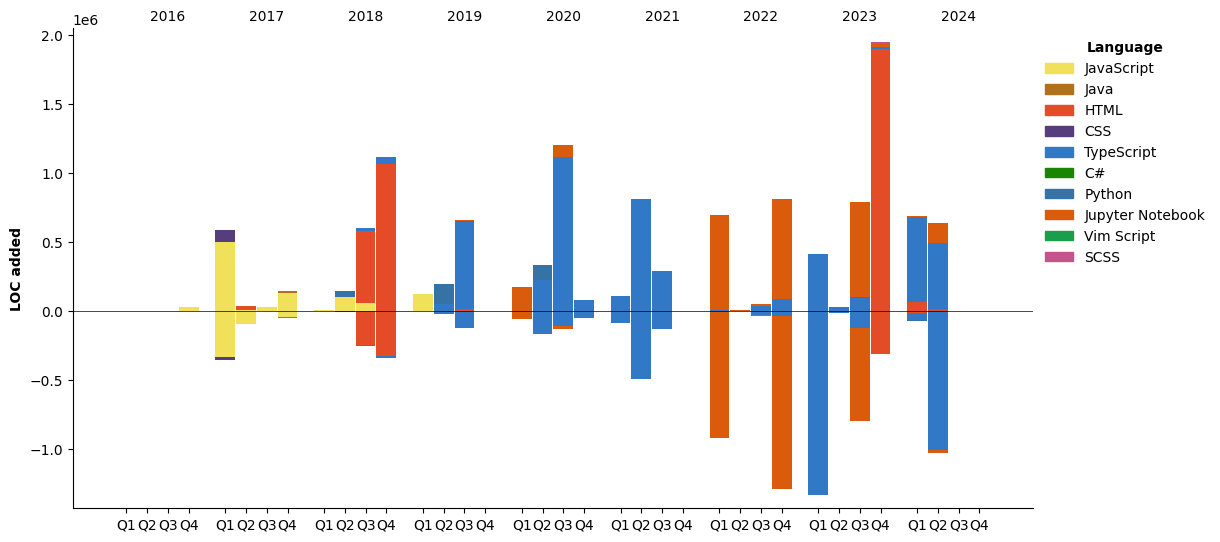 1e6
2016 2017 2018 2019 2020 2021 2022 2023 2024
2.0
1.5
1.0
0.5
0.0
−0.5
−1.0
LOC added
Q1 Q2 Q3 Q4 Q1 Q2 Q3 Q4 Q1 Q2 Q3 Q4 Q1 Q2 Q3 Q4 Q1 Q2 Q3 Q4 Q1 Q2 Q3 Q4 Q1 Q2 Q3 Q4 Q1 Q2 Q3 Q4 Q1 Q2 Q3 Q4
Language
JavaScript
Java
HTML
CSS
TypeScript
C#
Python
Jupyter Notebook
Vim Script
SCSS